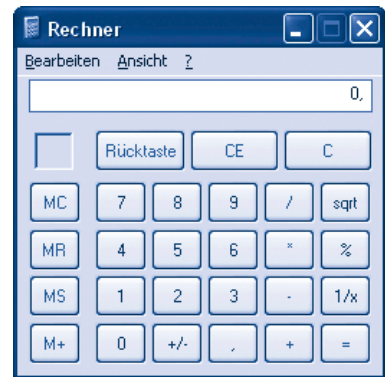 Rechner
Bearbeiten Ansicht ?
0,
Rücktaste CE C
MC 7 8 9 / sqrt
MR 4 5 6 * %
MS 1 2 3 - 1/x
M+ 0 +/- , + =